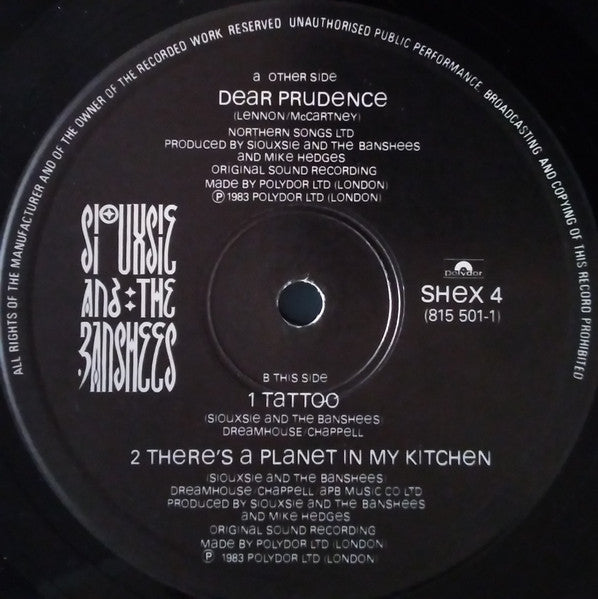 ALL RIGHTS OF THE MANUFACTURER AND OF THE OWNER OF THE RECORDED WORK RESERVED UNAUTHORISED PUBLIC PERFORMANCE BROADCASTING AND COPYING OF THIS RECORD PROHIBITED
A OTHER SIDE
DEAR PRUDENCE
(LENNON/McCARTNEY)
NORTHERN SONGS LTD
PRODUCED BY SIOUXSIE AND THE BANSHEES
AND MIKE HEDGES
ORIGINAL SOUND RECORDING
MADE BY POLYDOR LTD (LONDON)
℗ 1983 POLYDOR LTD (LONDON)
SIOUXSIE
AND THE
BANSHEES
polydor
SHEX 4
(815 501-1)
B THIS SIDE
1 TATTOO
(SIOUXSIE AND THE BANSHEES)
DREAMHOUSE/CHAPPELL
2 THERE'S A PLANET IN MY KITCHEN
(SIOUXSIE AND THE BANSHEES)
DREAMHOUSE/CHAPPELL APB MUSIC CO LTD
PRODUCED BY SIOUXSIE AND THE BANSHEES
AND MIKE HEDGES
ORIGINAL SOUND RECORDING
MADE BY POLYDOR LTD (LONDON)
℗ 1983 POLYDOR LTD (LONDON)